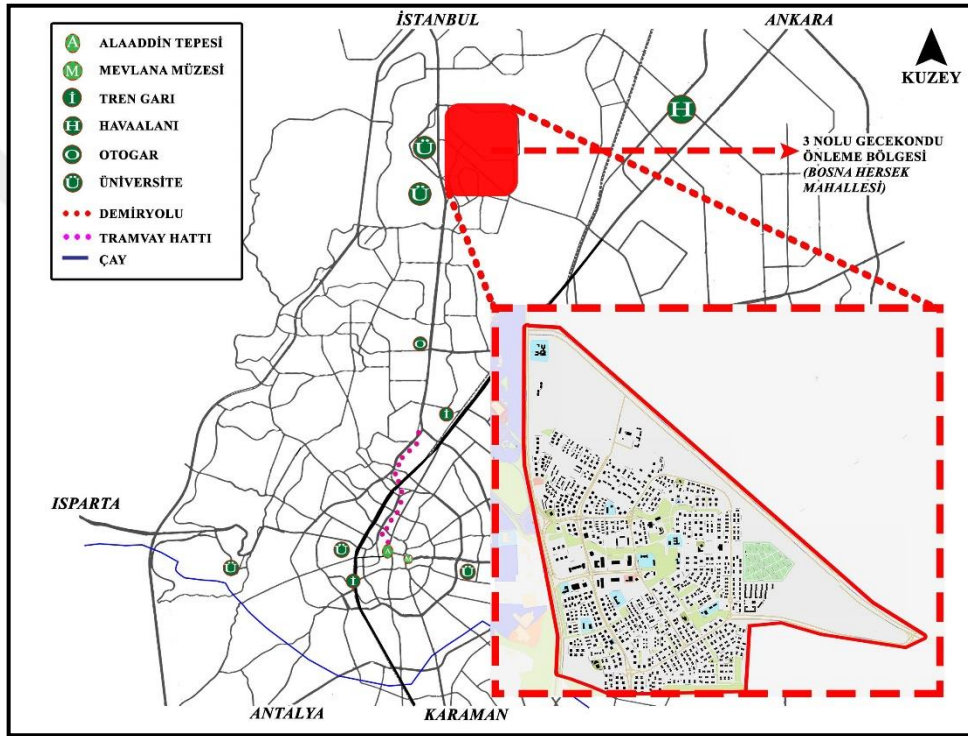 İSTANBUL
ANKARA
A ALAADDİN TEPESİ
M MEVLANA MÜZESİ
İ TREN GARI
H HAVAALANI
O OTOGAR
Ü ÜNİVERSİTE
DEMİRYOLU
TRAMVAY HATTI
ÇAY
KUZEY
H
Ü
Ü
3 NOLU GECEKONDU
ÖNLEME BÖLGESİ
(BOSNA HERSEK
MAHALLESİ)
O
İ
ISPARTA
Ü
Ü
A
M
İ
Ü
ANTALYA
KARAMAN